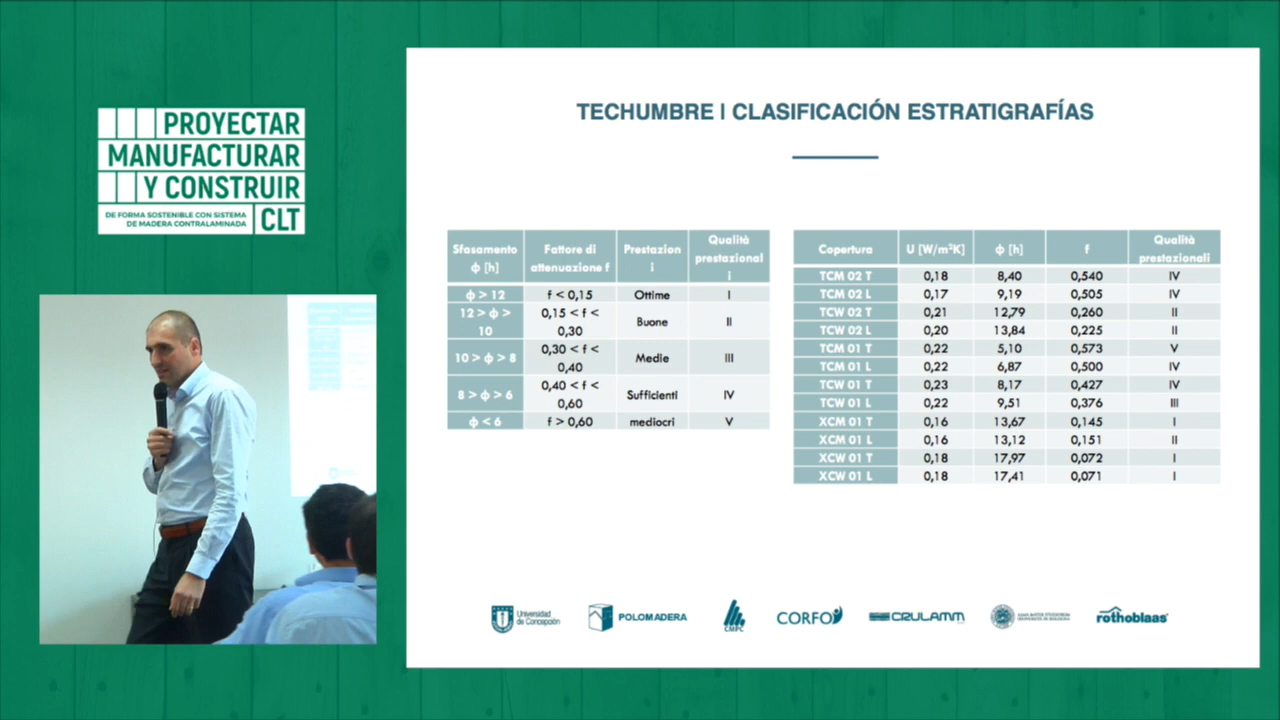 PROYECTAR
MANUFACTURAR
Y CONSTRUIR
DE FORMA SOSTENIBLE CON SISTEMA
DE MADERA CONTRALAMINADA
CLT
TECHUMBRE | CLASIFICACIÓN ESTRATIGRAFÍAS
Sfasamento ϕ [h] Fattore di attenuazione f Prestazioni Qualità prestazionali
ϕ > 12 f < 0,15 Ottime I
12 > ϕ > 10 0,15 < f < 0,30 Buone II
10 > ϕ > 8 0,30 < f < 0,40 Medie III
8 > ϕ > 6 0,40 < f < 0,60 Sufficienti IV
ϕ < 6 f > 0,60 mediocri V
Copertura U [W/m²K] ϕ [h] f Qualità prestazionali
TCM 02 T 0,18 8,40 0,540 IV
TCM 02 L 0,17 9,19 0,505 IV
TCW 02 T 0,21 12,79 0,260 II
TCW 02 L 0,20 13,84 0,225 II
TCM 01 T 0,22 5,10 0,573 V
TCM 01 L 0,22 6,87 0,500 IV
TCW 01 T 0,23 8,17 0,427 IV
TCW 01 L 0,22 9,51 0,376 III
XCM 01 T 0,16 13,67 0,145 I
XCM 01 L 0,16 13,12 0,151 II
XCW 01 T 0,18 17,97 0,072 I
XCW 01 L 0,18 17,41 0,071 I
Universidad
de Concepción
POLOMADERA
CMPC
CORFO
CRULAMM
rothoblaas